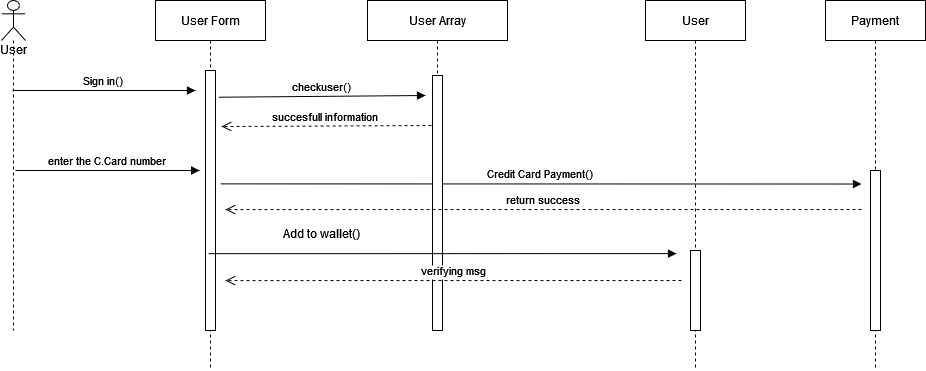 User Form
User Array
User
Payment
User
Sign in()
checkuser()
succesfull information
enter the C.Card number
Credit Card Payment()
return success
Add to wallet()
verifying msg